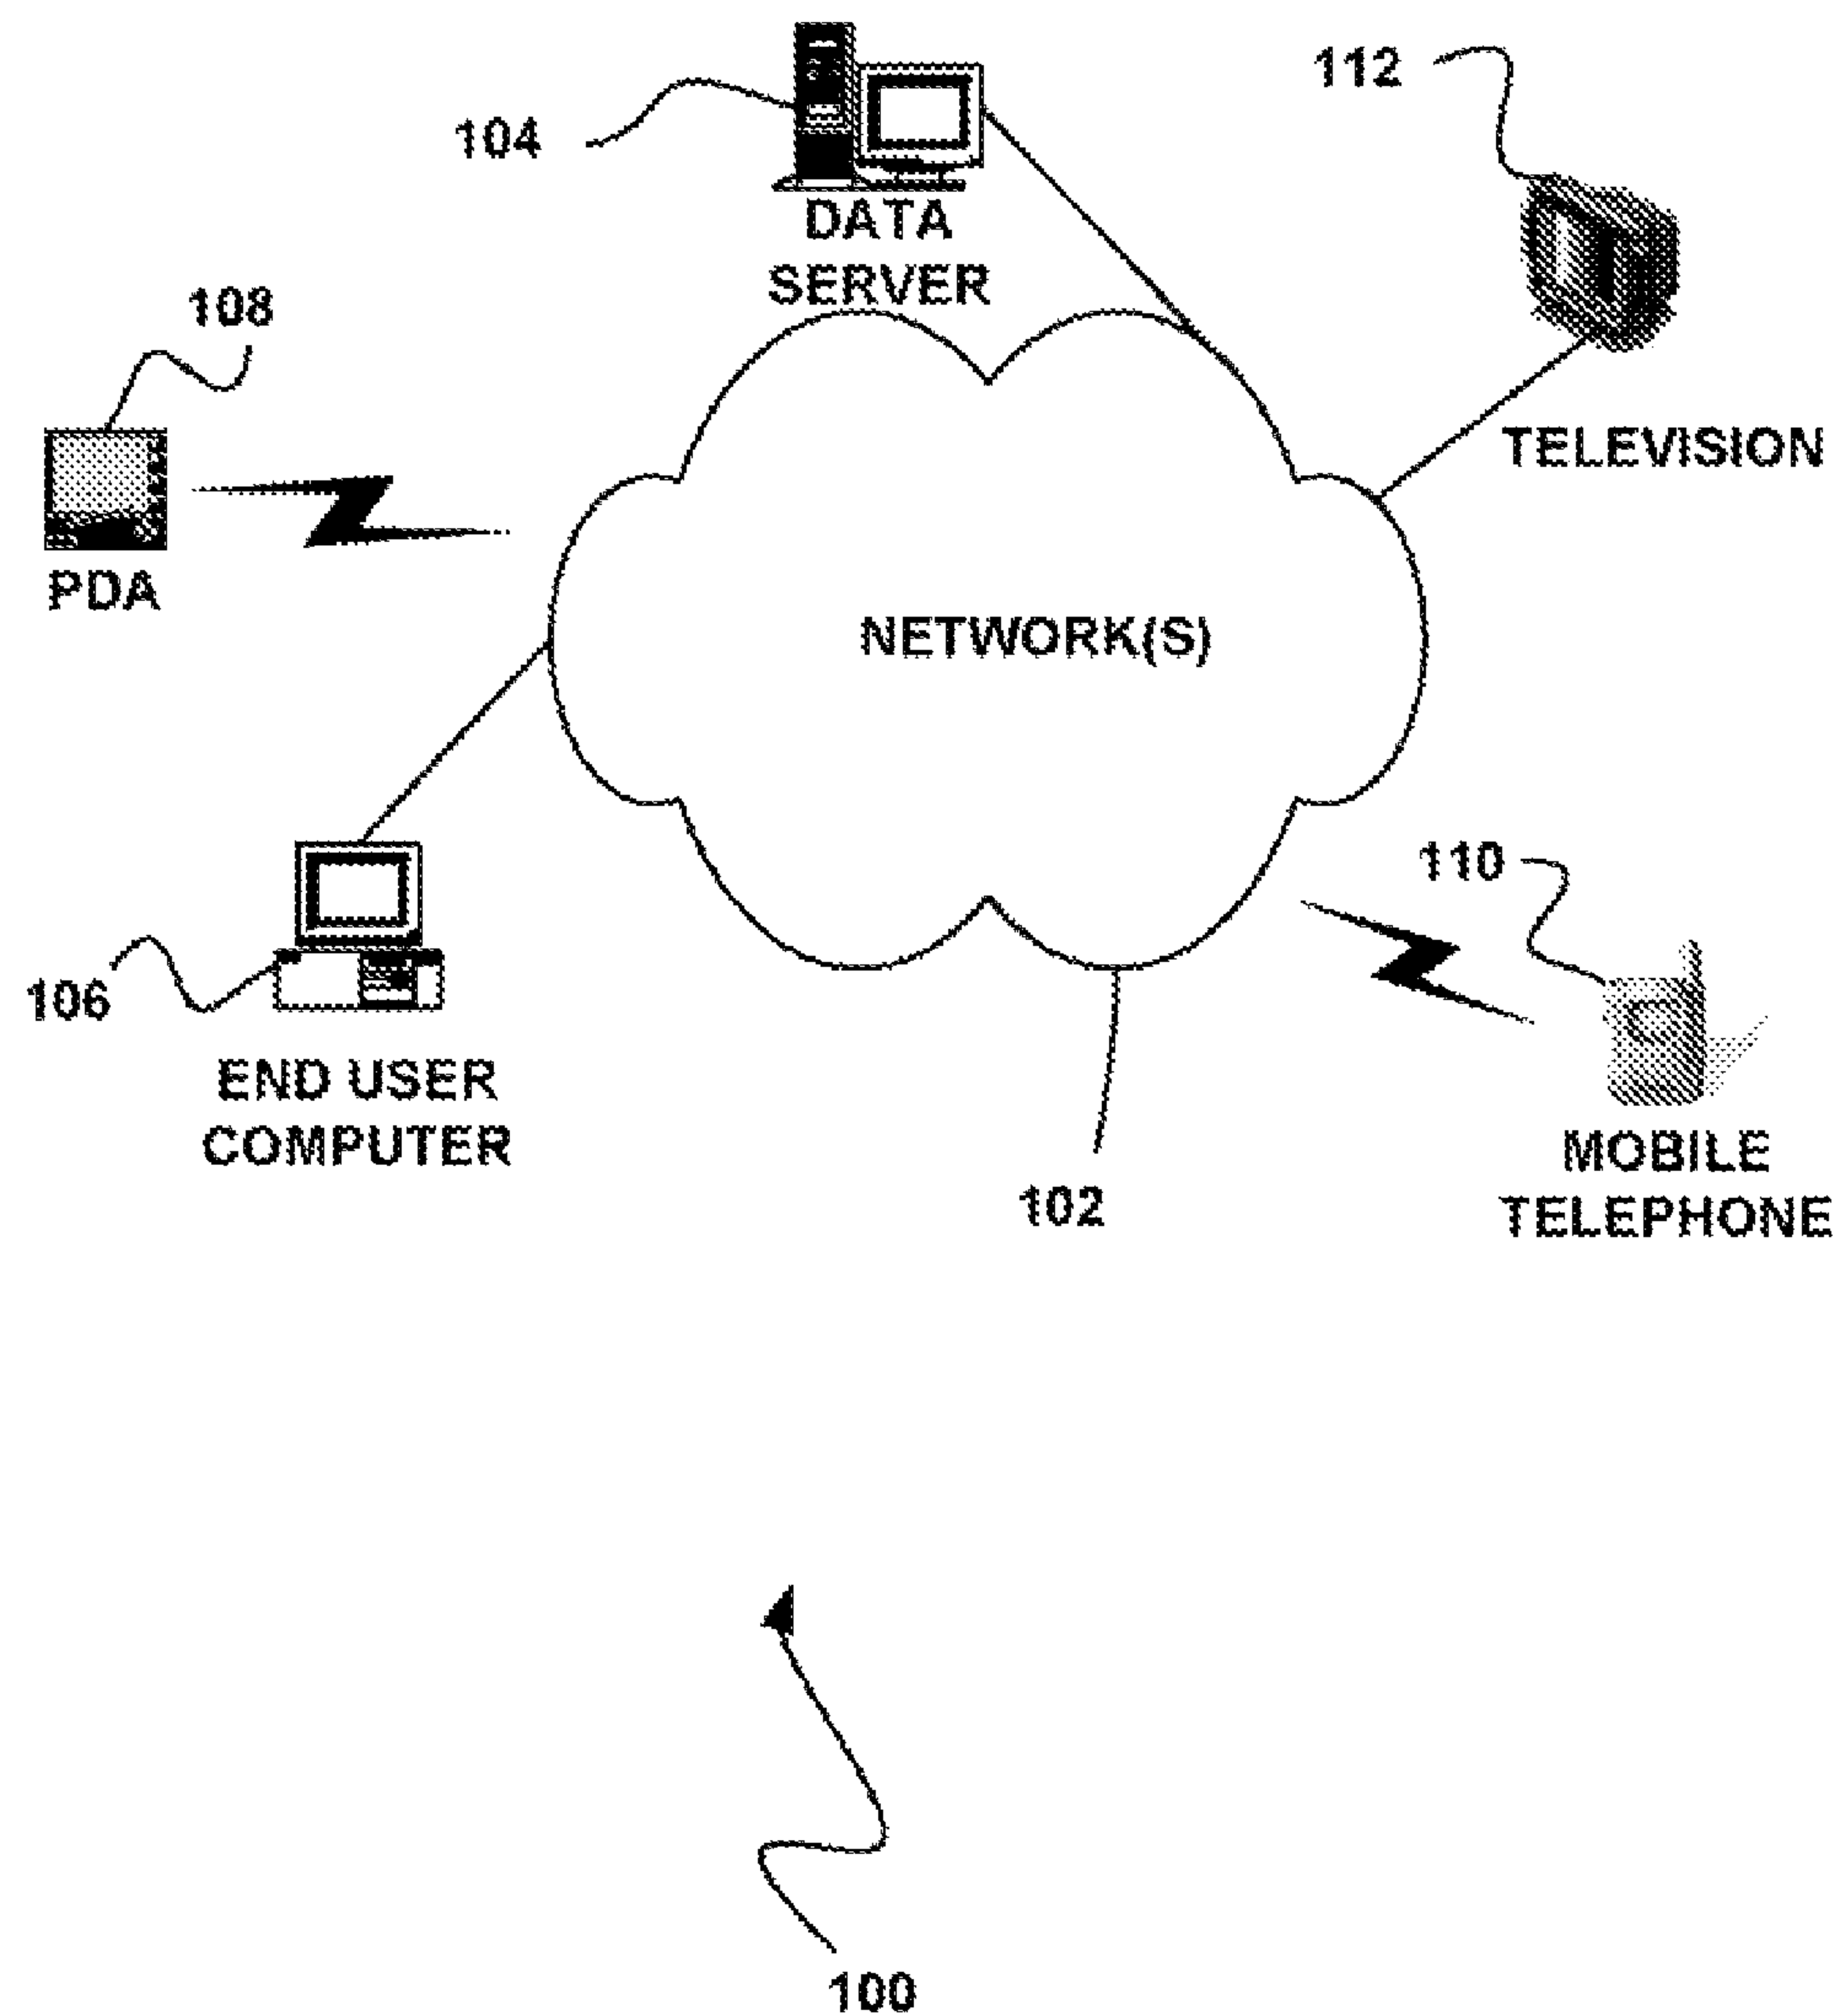 112
104
DATA
SERVER
108
TELEVISION
PDA
NETWORK(S)
110
106
END USER
COMPUTER
MOBILE
TELEPHONE
102
100